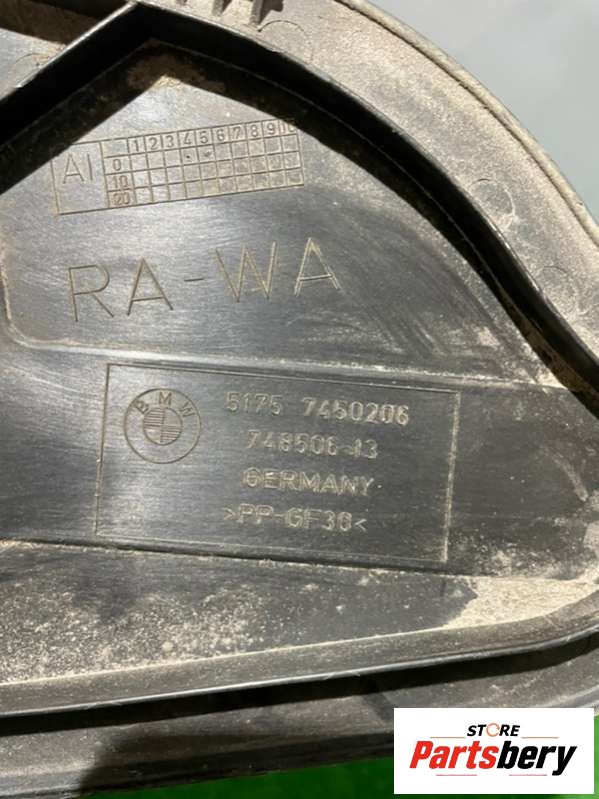 1 2 3 4 5 6 7 8 9 10
AI 0
10
20
RA-WA
BMW
5175 7450206
748506-13
GERMANY
>PP-GF30<
STORE
Partsbery